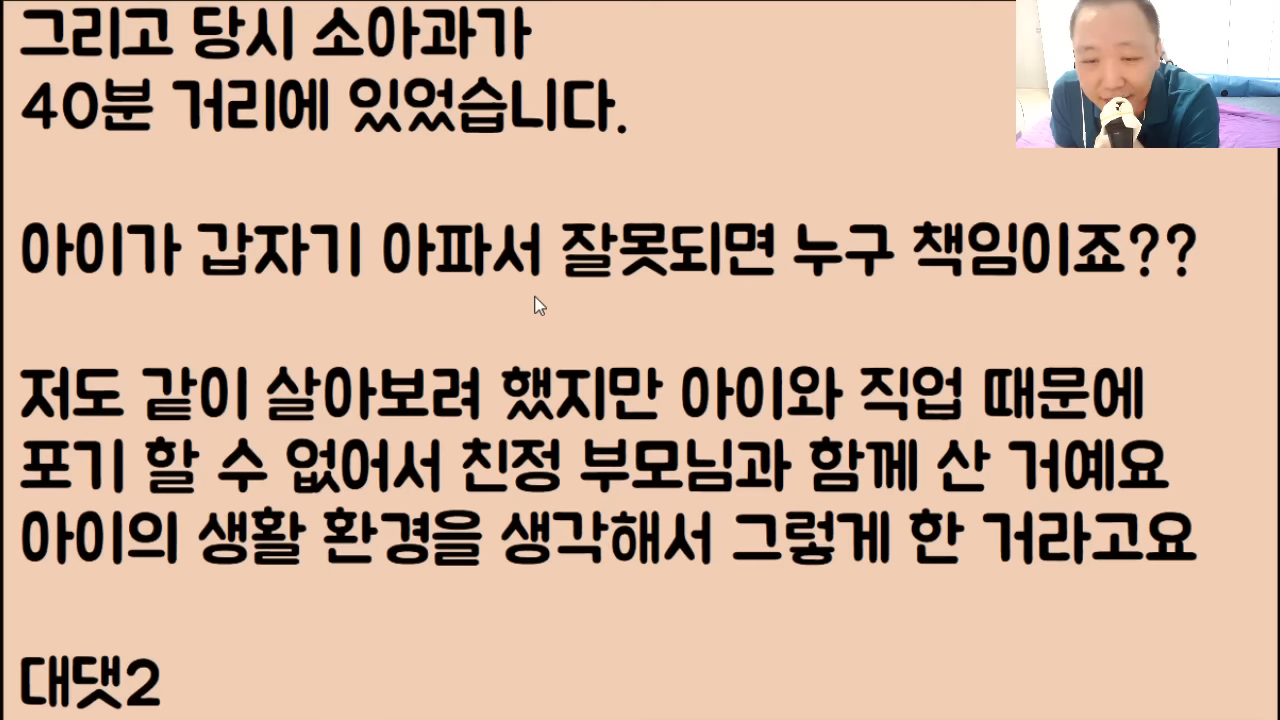 그리고 당시 소아과가
40분 거리에 있었습니다.
아이가 갑자기 아파서 잘못되면 누구 책임이죠??
저도 같이 살아보려 했지만 아이와 직업 때문에
포기 할 수 없어서 친정 부모님과 함께 산 거예요
아이의 생활 환경을 생각해서 그렇게 한 거라고요
대댓2